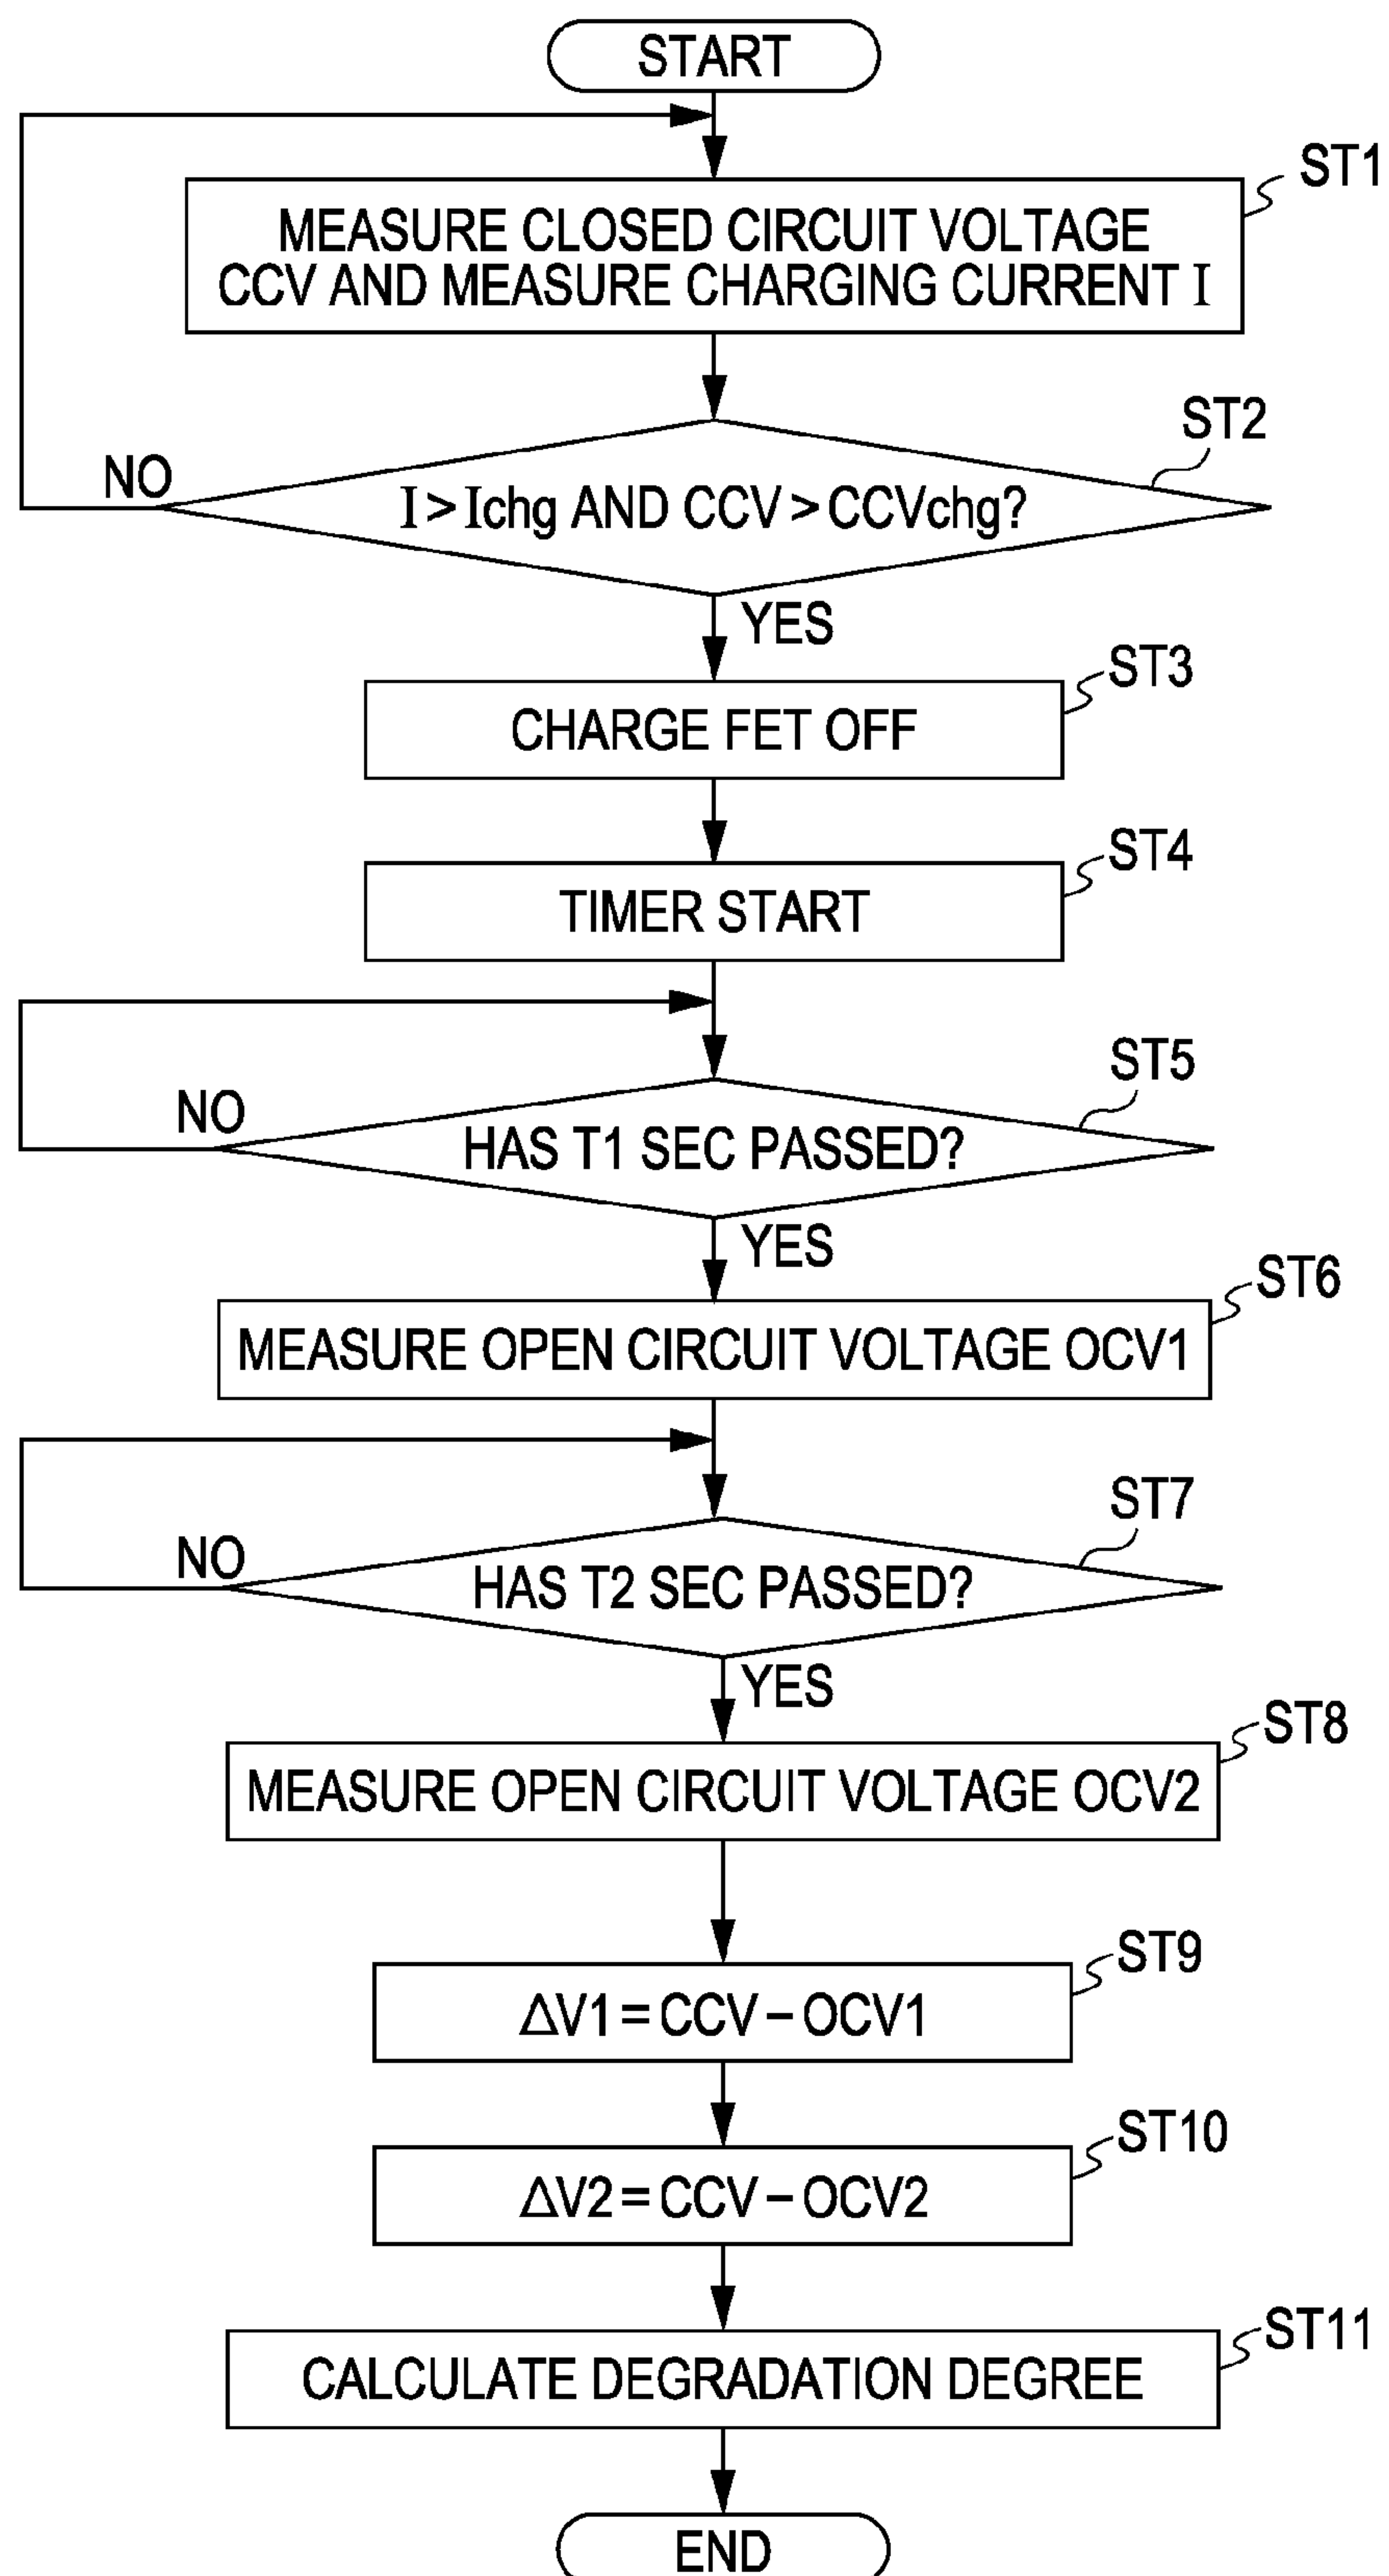 START
ST1
MEASURE CLOSED CIRCUIT VOLTAGE
CCV AND MEASURE CHARGING CURRENT I
ST2
NO
I > Ichg AND CCV > CCVchg?
YES
ST3
CHARGE FET OFF
ST4
TIMER START
ST5
NO
HAS T1 SEC PASSED?
YES
ST6
MEASURE OPEN CIRCUIT VOLTAGE OCV1
ST7
NO
HAS T2 SEC PASSED?
YES
ST8
MEASURE OPEN CIRCUIT VOLTAGE OCV2
ST9
ΔV1 = CCV – OCV1
ST10
ΔV2 = CCV – OCV2
ST11
CALCULATE DEGRADATION DEGREE
END